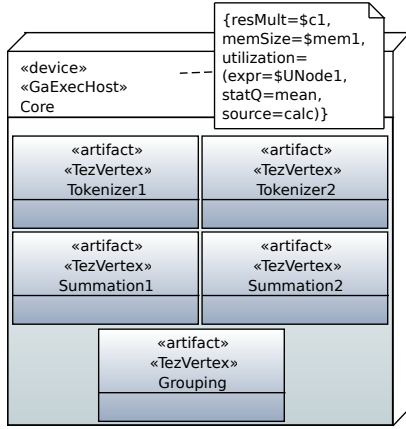 {resMult=$c1,
memSize=$mem1,
utilization=
(expr=$UNode1,
statQ=mean,
source=calc)}
«device»
«GaExecHost»
Core
«artifact»
«TezVertex»
Tokenizer1
«artifact»
«TezVertex»
Tokenizer2
«artifact»
«TezVertex»
Summation1
«artifact»
«TezVertex»
Summation2
«artifact»
«TezVertex»
Grouping